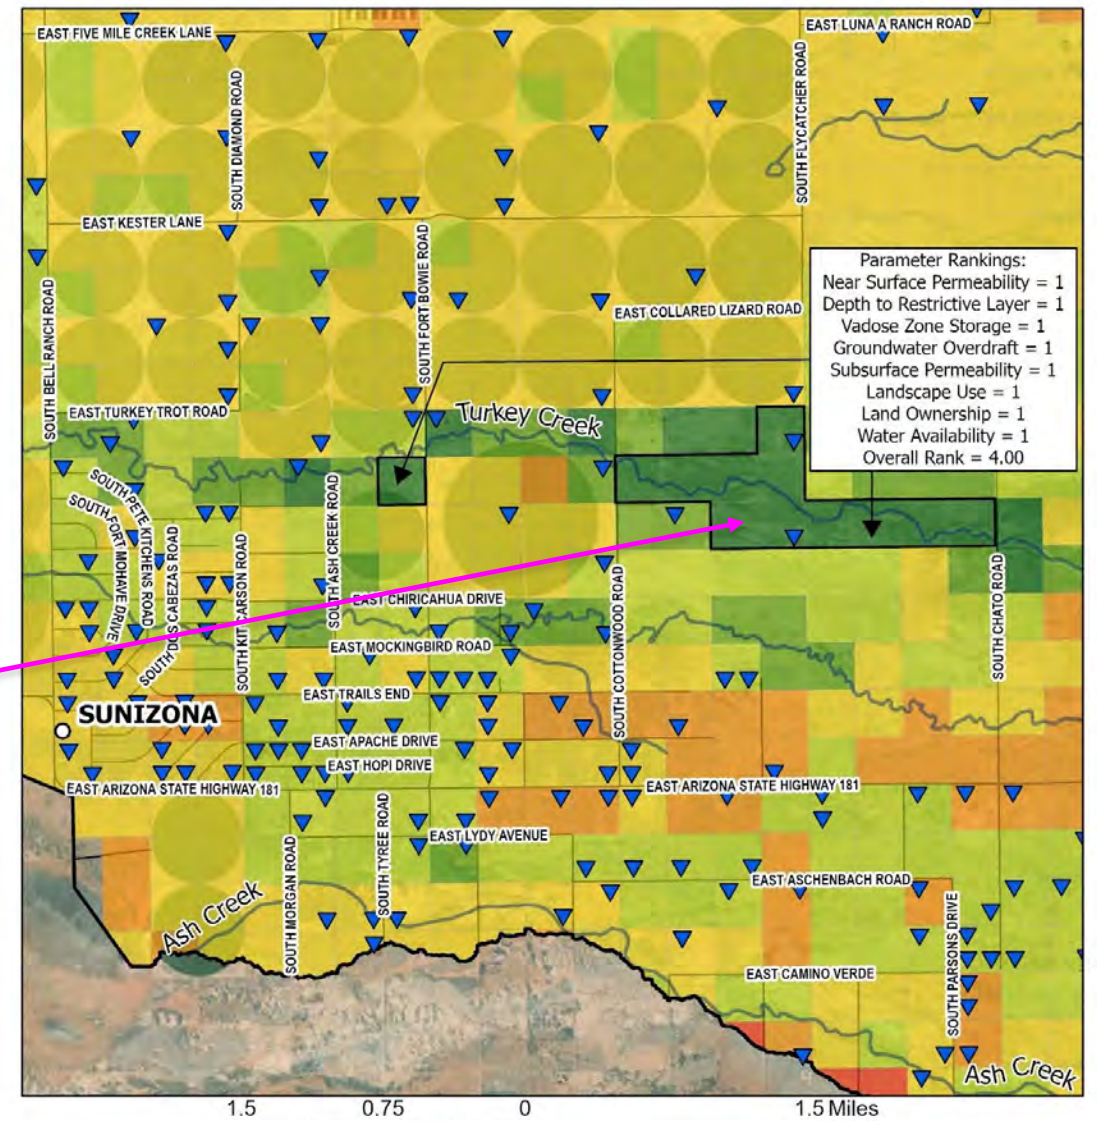 EAST FIVE MILE CREEK LANE
EAST LUNA A RANCH ROAD
SOUTH DIAMOND ROAD
SOUTH FLYCATCHER ROAD
EAST KESTER LANE
SOUTH BELL RANCH ROAD
SOUTH FORT BOWIE ROAD
Parameter Rankings:
Near Surface Permeability = 1
Depth to Restrictive Layer = 1
Vadose Zone Storage = 1
Groundwater Overdraft = 1
Subsurface Permeability = 1
Landscape Use = 1
Land Ownership = 1
Water Availability = 1
Overall Rank = 4.00
EAST COLLARED LIZARD ROAD
EAST TURKEY TROT ROAD
Turkey Creek
SOUTH PETE KITCHENS ROAD
SOUTH FORT MOHAVE DRIVE
SOUTH DOS CABEZAS ROAD
SOUTH KIT CARSON ROAD
SOUTH ASH CREEK ROAD
EAST CHIRICAHUA DRIVE
SOUTH COTTONWOOD ROAD
SOUTH CHATO ROAD
EAST MOCKINGBIRD ROAD
EAST TRAILS END
SUNIZONA
EAST APACHE DRIVE
EAST HOPI DRIVE
EAST ARIZONA STATE HIGHWAY 181
EAST ARIZONA STATE HIGHWAY 181
SOUTH MORGAN ROAD
SOUTH TYREE ROAD
EAST LYDY AVENUE
EAST ASCHENBACH ROAD
Ash Creek
SOUTH PARSONS DRIVE
EAST CAMINO VERDE
Ash Creek
1.5 0.75 0 1.5 Miles